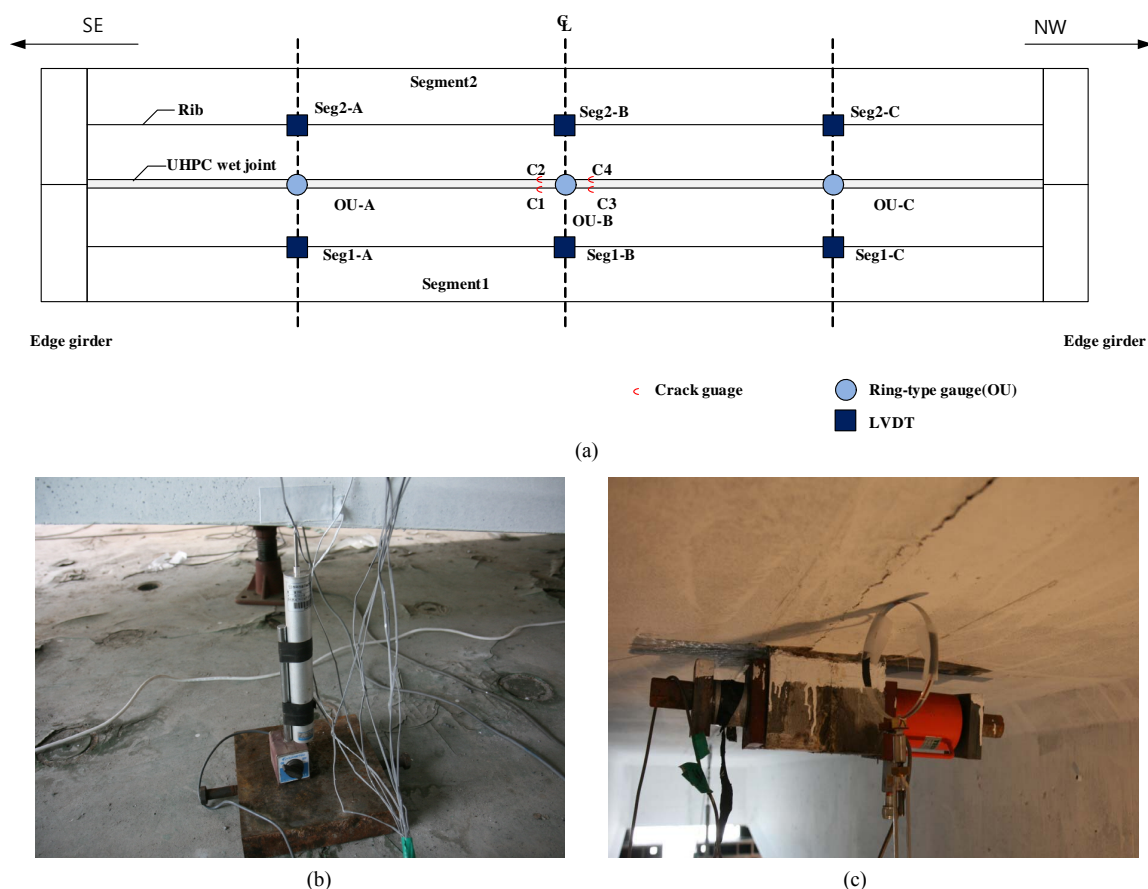 SE
CL
NW
Segment2
Rib
Seg2-A
Seg2-B
Seg2-C
UHPC wet joint
C2
C4
OU-A
C1
C3
OU-C
OU-B
Seg1-A
Seg1-B
Seg1-C
Segment1
Edge girder
Edge girder
Crack guage
Ring-type gauge(OU)
LVDT
(a)
(b)
(c)